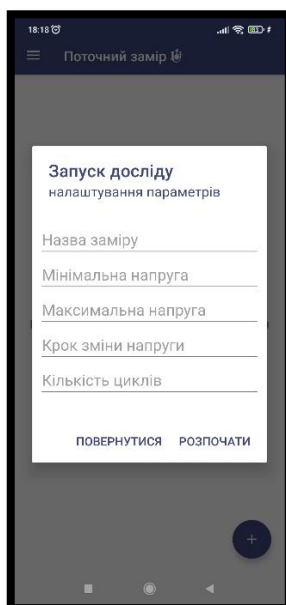 18:18
Поточний замір
Запуск досліду
налаштування параметрів
Назва заміру
Мінімальна напруга
Максимальна напруга
Крок зміни напруги
Кількість циклів
ПОВЕРНУТИСЯ РОЗПОЧАТИ